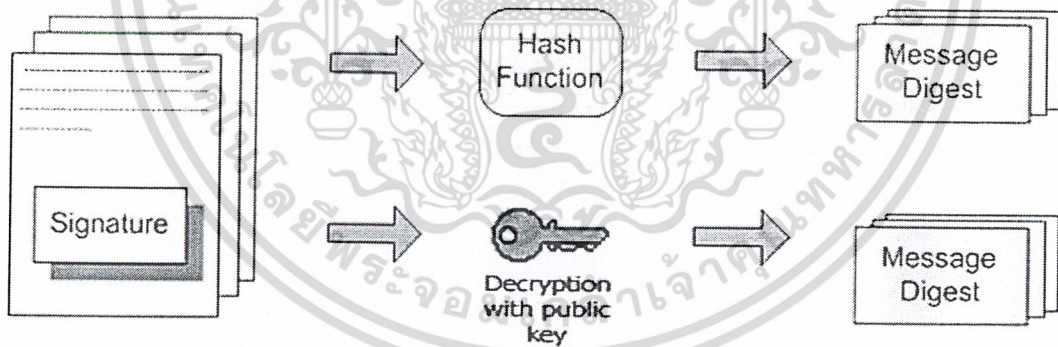 Hash
Function
Message
Digest
Signature
Decryption
with public
key
Message
Digest